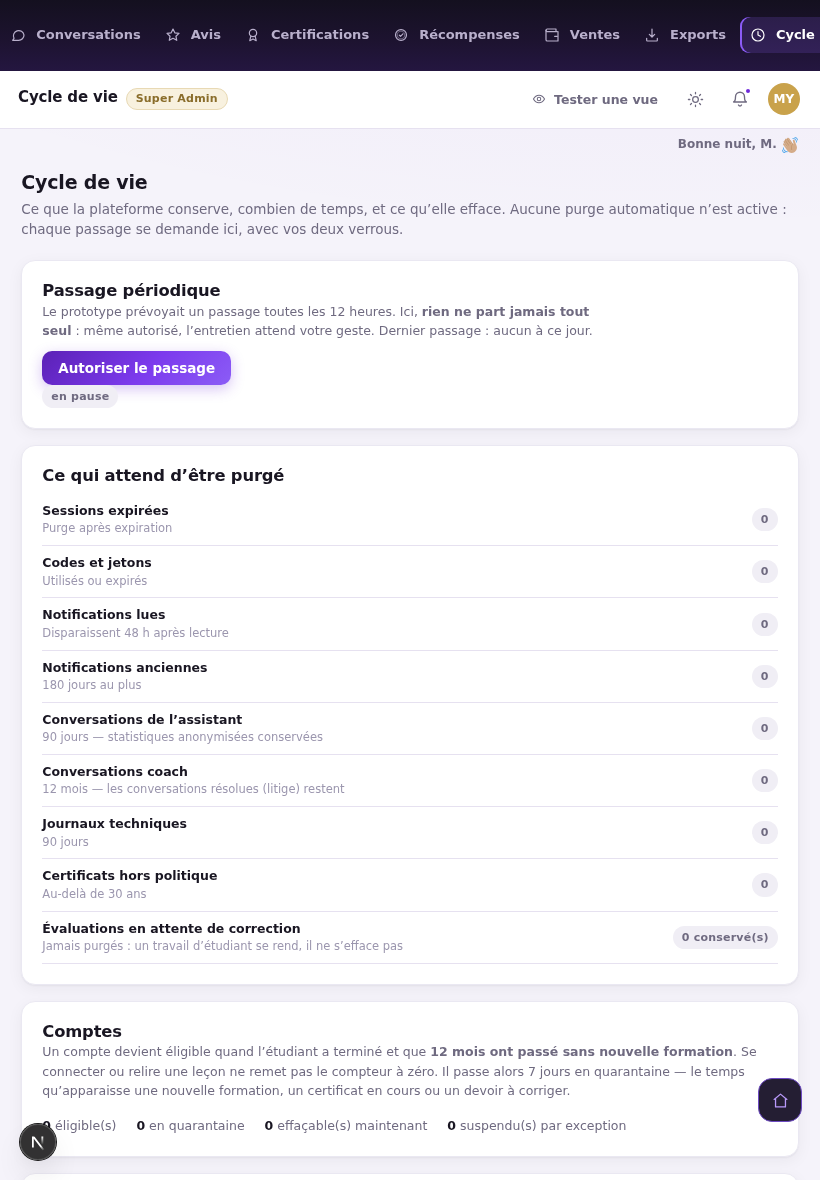 Conversations
Avis
Certifications
Récompenses
Ventes
Exports
Cycle
Cycle de vie
Super Admin
Tester une vue
MY
Bonne nuit, M. 👋
Cycle de vie
Ce que la plateforme conserve, combien de temps, et ce qu’elle efface. Aucune purge automatique n’est active :
chaque passage se demande ici, avec vos deux verrous.
Passage périodique
Le prototype prévoyait un passage toutes les 12 heures. Ici, rien ne part jamais tout
seul : même autorisé, l’entretien attend votre geste. Dernier passage : aucun à ce jour.
Autoriser le passage
en pause
Ce qui attend d’être purgé
Sessions expirées
Purge après expiration
0
Codes et jetons
Utilisés ou expirés
0
Notifications lues
Disparaissent 48 h après lecture
0
Notifications anciennes
180 jours au plus
0
Conversations de l’assistant
90 jours — statistiques anonymisées conservées
0
Conversations coach
12 mois — les conversations résolues (litige) restent
0
Journaux techniques
90 jours
0
Certificats hors politique
Au-delà de 30 ans
0
Évaluations en attente de correction
Jamais purgés : un travail d’étudiant se rend, il ne s’efface pas
0 conservé(s)
Comptes
Un compte devient éligible quand l’étudiant a terminé et que 12 mois ont passé sans nouvelle formation. Se
connecter ou relire une leçon ne remet pas le compteur à zéro. Il passe alors 7 jours en quarantaine — le temps
qu’apparaisse une nouvelle formation, un certificat en cours ou un devoir à corriger.
0 éligible(s) 0 en quarantaine 0 effaçable(s) maintenant 0 suspendu(s) par exception
N